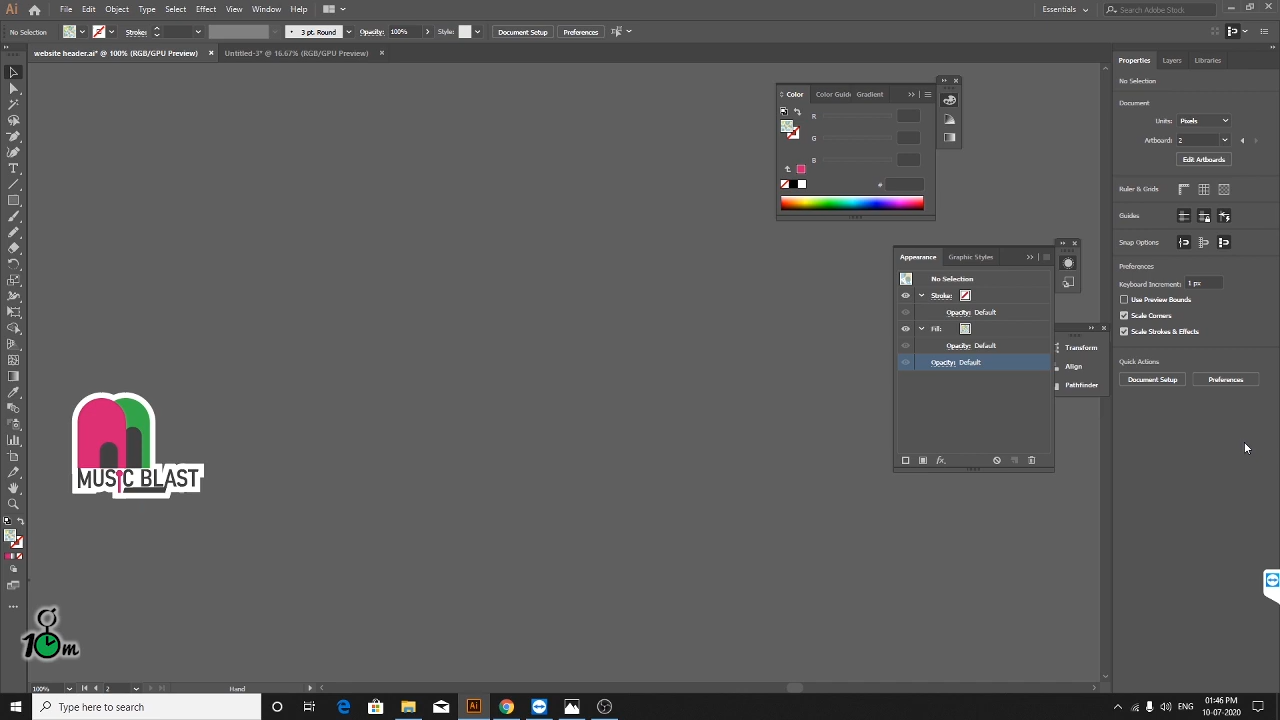 Ai File Edit Object Type Select Effect View Window Help Essentials Search Adobe Stock
No Selection Stroke: 3 pt. Round Opacity: 100% Style: Document Setup Preferences
website header.ai* @ 100% (RGB/GPU Preview) × Untitled-3* @ 16.67% (RGB/GPU Preview) ×
Properties Layers Libraries
No Selection
Color Color Guide Gradient
Document
R
Units: Pixels
G
Artboard: 2
B
Edit Artboards
#
Ruler & Grids
Guides
Snap Options
Appearance Graphic Styles
Preferences
No Selection
Keyboard Increment: 1 px
Stroke:
Use Preview Bounds
Opacity: Default
Scale Corners
Fill:
Scale Strokes & Effects
Opacity: Default
Transform
Opacity: Default
Quick Actions
Align
Document Setup Preferences
Pathfinder
fx
MUSIC BLAST
10m
100% 2 Hand
Type here to search
Ai
ENG
01:46 PM
10-07-2020